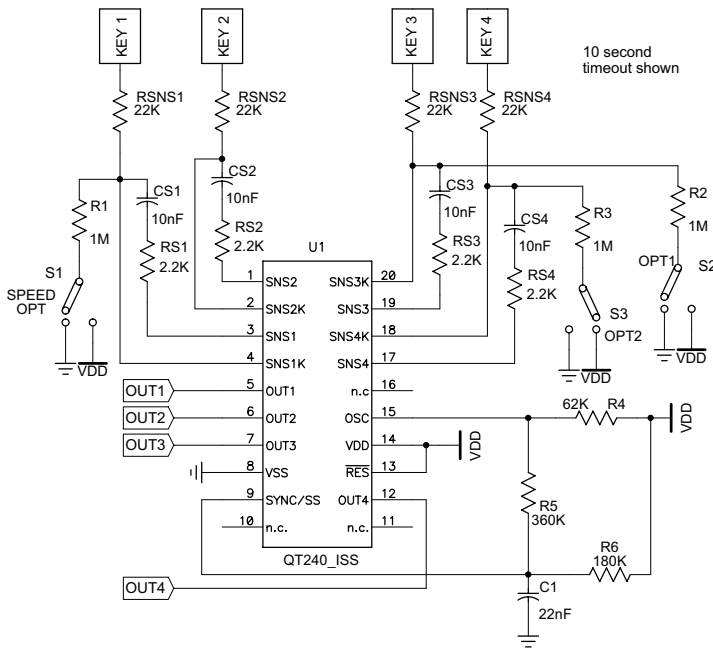 KEY 1
KEY 2
KEY 3
KEY 4
10 second
timeout shown
RSNS1
22K
RSNS2
22K
RSNS3
22K
RSNS4
22K
CS1
10nF
CS2
10nF
CS3
10nF
CS4
10nF
R1
1M
R2
1M
R3
1M
RS1
2.2K
RS2
2.2K
RS3
2.2K
RS4
2.2K
S1
SPEED
OPT
VDD
OPT1
S2
VDD
S3
OPT2
VDD
U1
1 SNS2
2 SNS2K
3 SNS1
4 SNS1K
5 OUT1
6 OUT2
7 OUT3
8 VSS
9 SYNC/SS
10 n.c.
SNS3K 20
SNS3 19
SNS4K 18
SNS4 17
n.c 16
OSC 15
VDD 14
RES 13
OUT4 12
n.c. 11
QT240_ISS
OUT1
OUT2
OUT3
OUT4
62K R4
VDD
VDD
R5
360K
R6
180K
C1
22nF